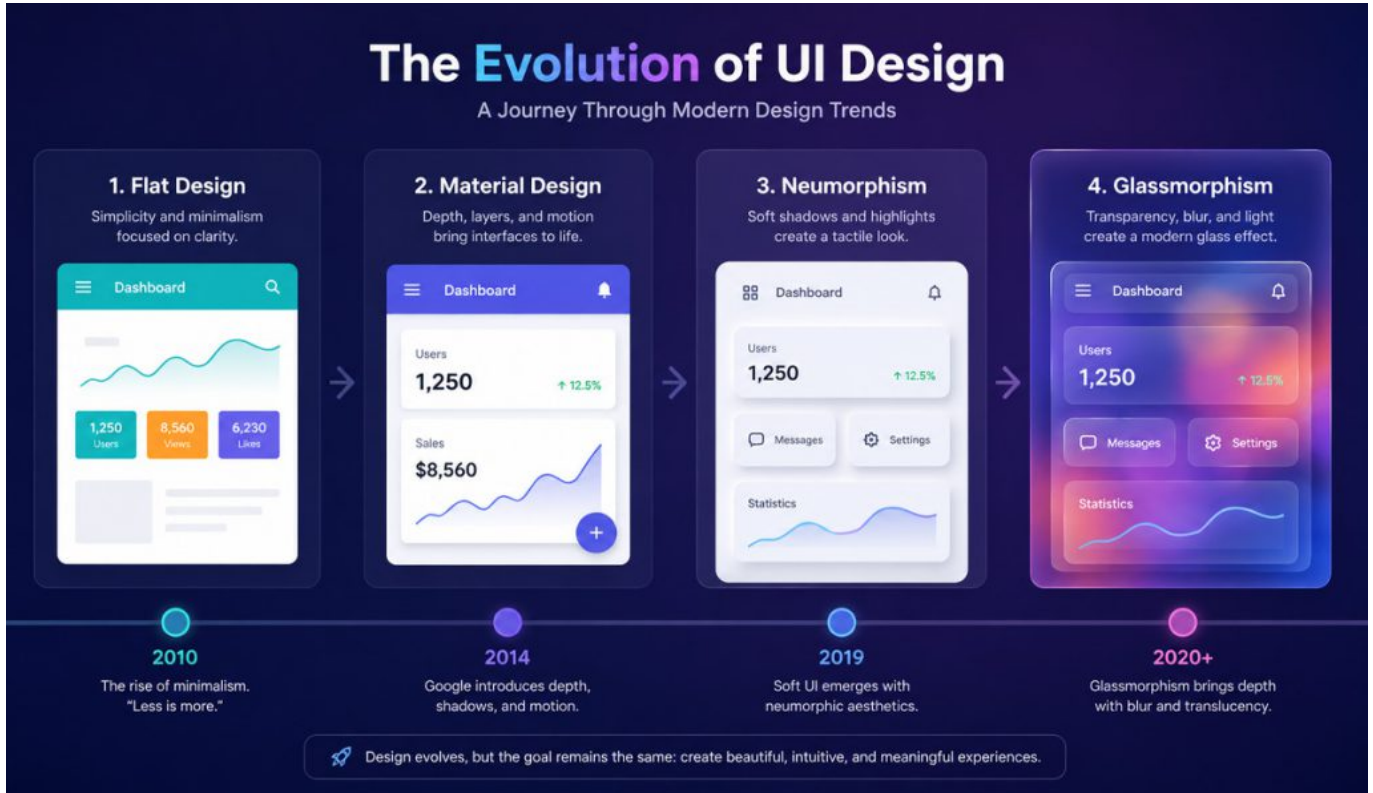 The Evolution of UI Design
A Journey Through Modern Design Trends
1. Flat Design
Simplicity and minimalism
focused on clarity.
Dashboard
1,250
Users
8,560
Views
6,230
Likes
2. Material Design
Depth, layers, and motion
bring interfaces to life.
Dashboard
Users
1,250
↑ 12.5%
Sales
$8,560
+
3. Neumorphism
Soft shadows and highlights
create a tactile look.
Dashboard
Users
1,250
↑ 12.5%
Messages
Settings
Statistics
4. Glassmorphism
Transparency, blur, and light
create a modern glass effect.
Dashboard
Users
1,250
↑ 12.5%
Messages
Settings
Statistics
2010
The rise of minimalism.
“Less is more.”
2014
Google introduces depth,
shadows, and motion.
2019
Soft UI emerges with
neumorphic aesthetics.
2020+
Glassmorphism brings depth
with blur and translucency.
Design evolves, but the goal remains the same: create beautiful, intuitive, and meaningful experiences.